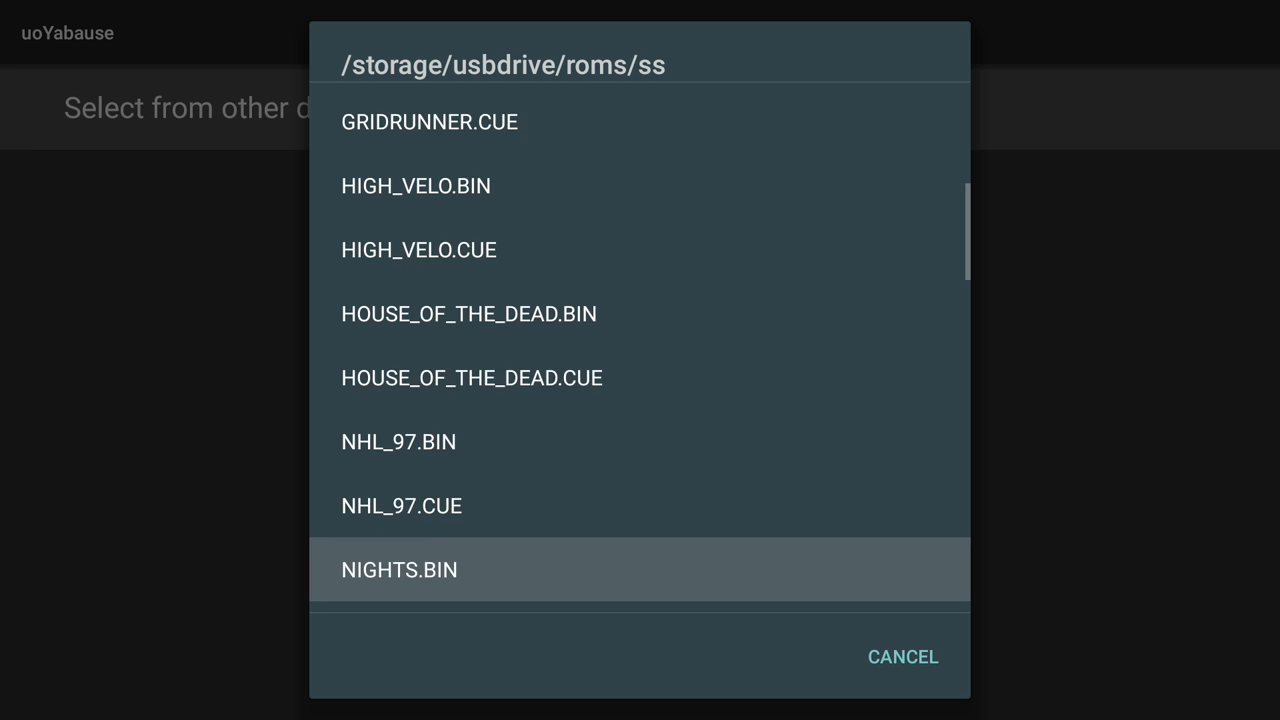 uoYabause
Select from other d
/storage/usbdrive/roms/ss
GRIDRUNNER.CUE
HIGH_VELO.BIN
HIGH_VELO.CUE
HOUSE_OF_THE_DEAD.BIN
HOUSE_OF_THE_DEAD.CUE
NHL_97.BIN
NHL_97.CUE
NIGHTS.BIN
CANCEL